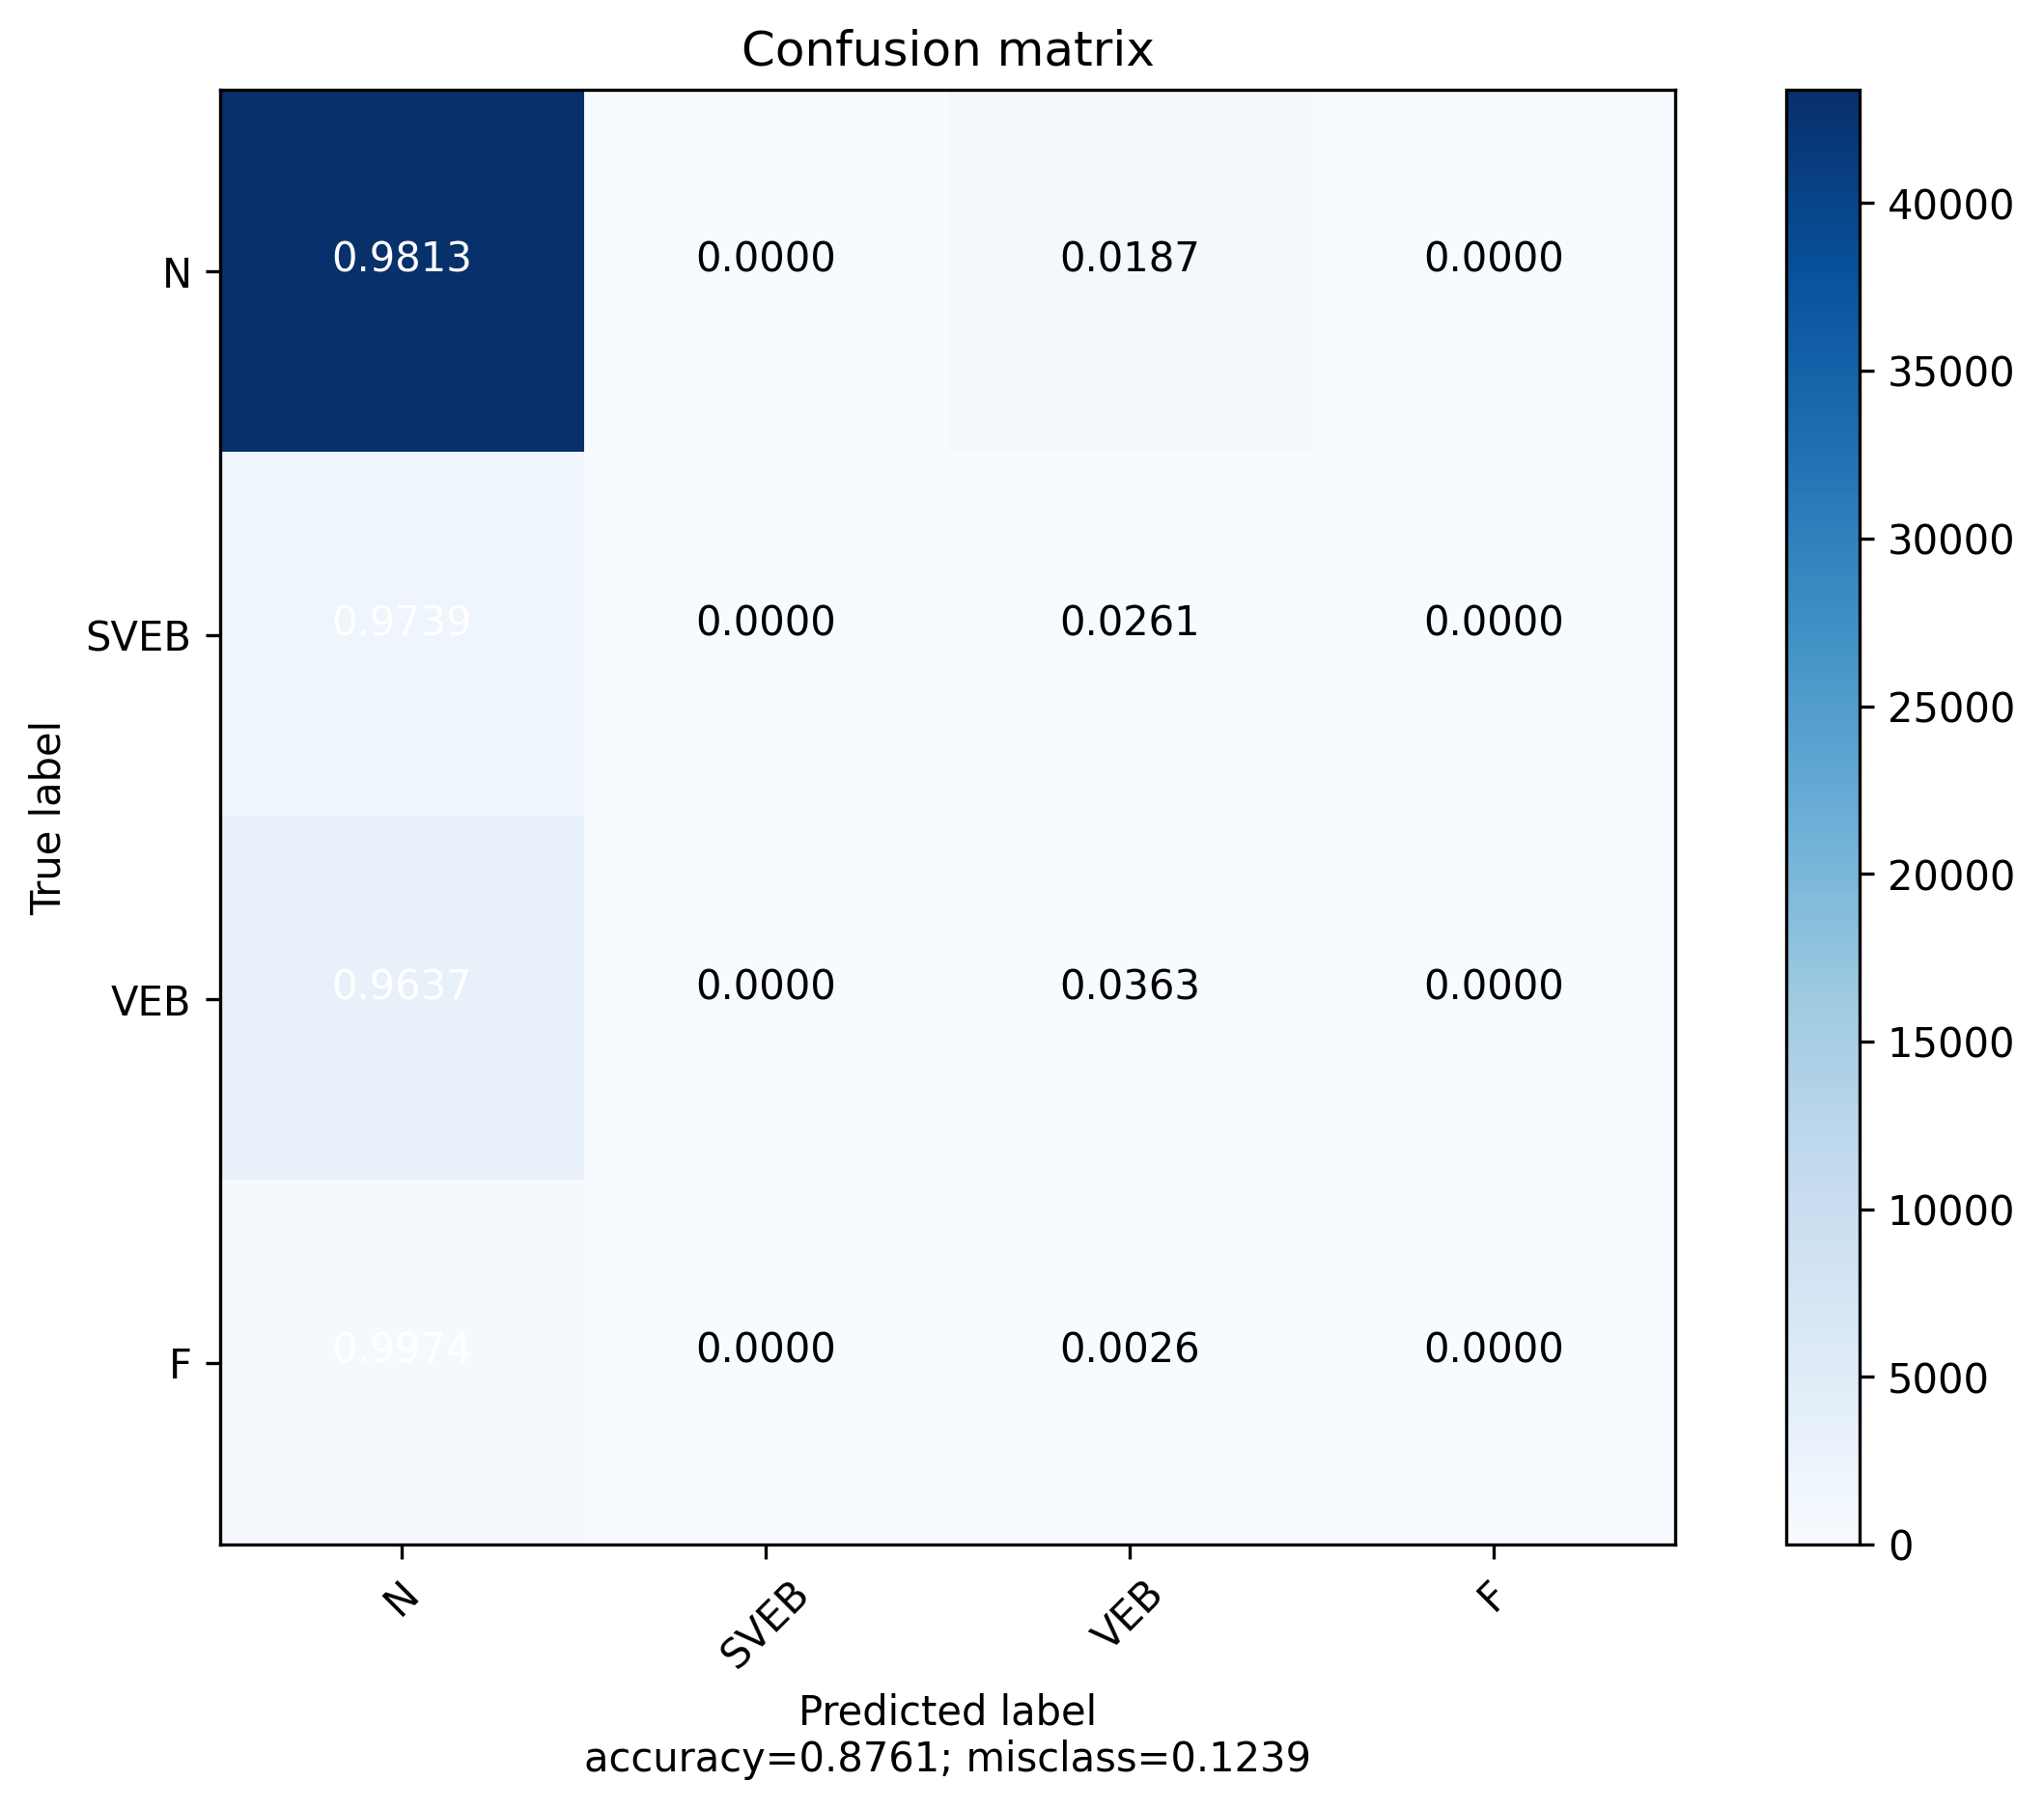 Confusion matrix
N 0.9813 0.0000 0.0187 0.0000
SVEB 0.9739 0.0000 0.0261 0.0000
VEB 0.9637 0.0000 0.0363 0.0000
F 0.9974 0.0000 0.0026 0.0000
True label
N SVEB VEB F
Predicted label
accuracy=0.8761; misclass=0.1239
40000
35000
30000
25000
20000
15000
10000
5000
0